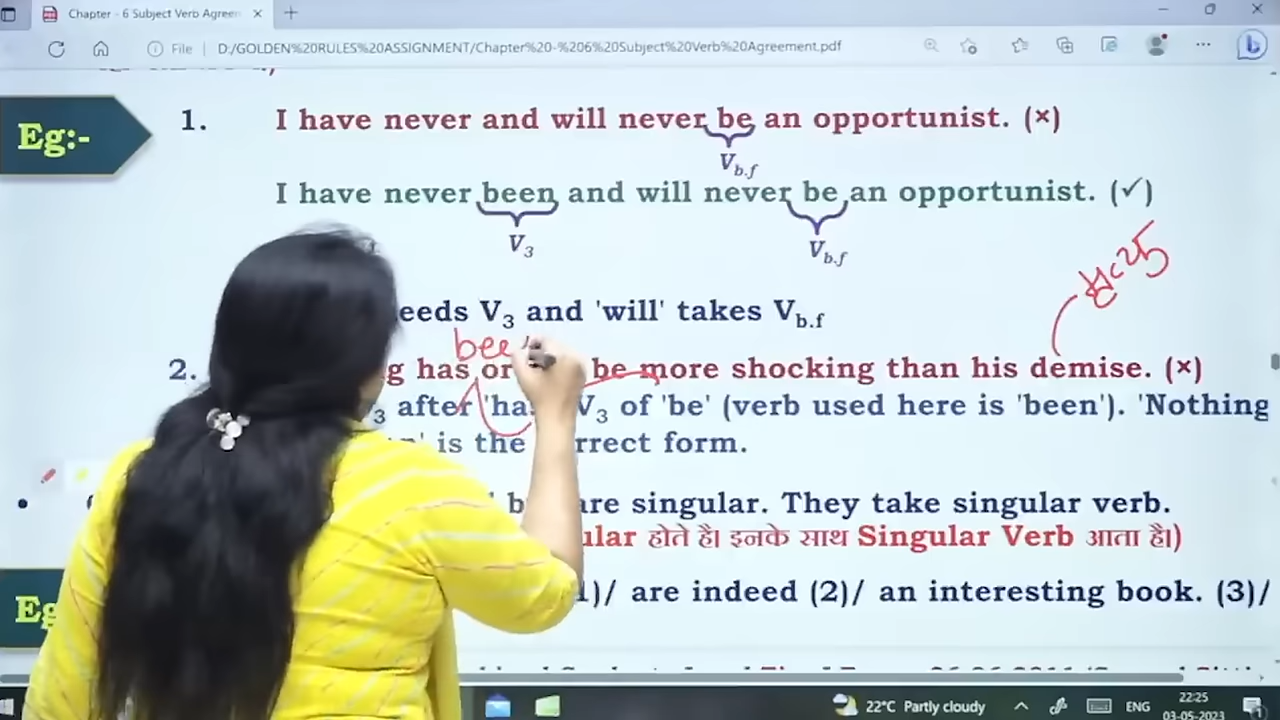 Chapter - 6 Subject Verb Agreen
File D:/GOLDEN%20RULES%20ASSIGNMENT/Chapter%20-%206%20Subject%20Verb%20Agreement.pdf
Eg:-
1. I have never and will never be an opportunist. (×)
Vb.f
I have never been and will never be an opportunist. (✓)
V3 Vb.f
eeds V3 and 'will' takes Vb.f
2. g has or be more shocking than his demise. (×)
3 after 'ha V3 of 'be' (verb used here is 'been'). 'Nothing
is the form.
are singular. They take singular verb.
ular होते है। इनके साथ Singular Verb आता है।)
Eg 1)/ are indeed (2)/ an interesting book. (3)/
22°C Partly cloudy ENG 22:25
03-05-2023